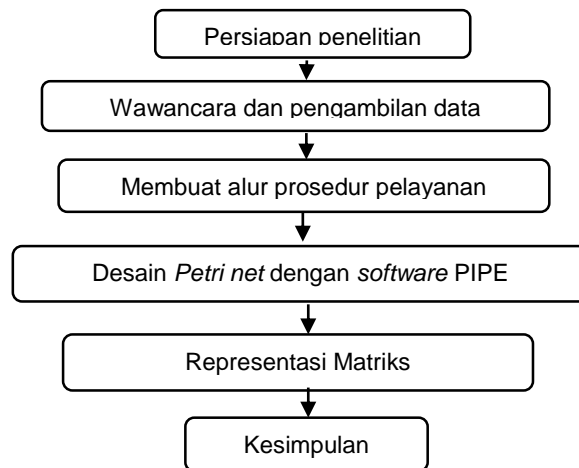 Persiapan penelitian
Wawancara dan pengambilan data
Membuat alur prosedur pelayanan
Desain Petri net dengan software PIPE
Representasi Matriks
Kesimpulan